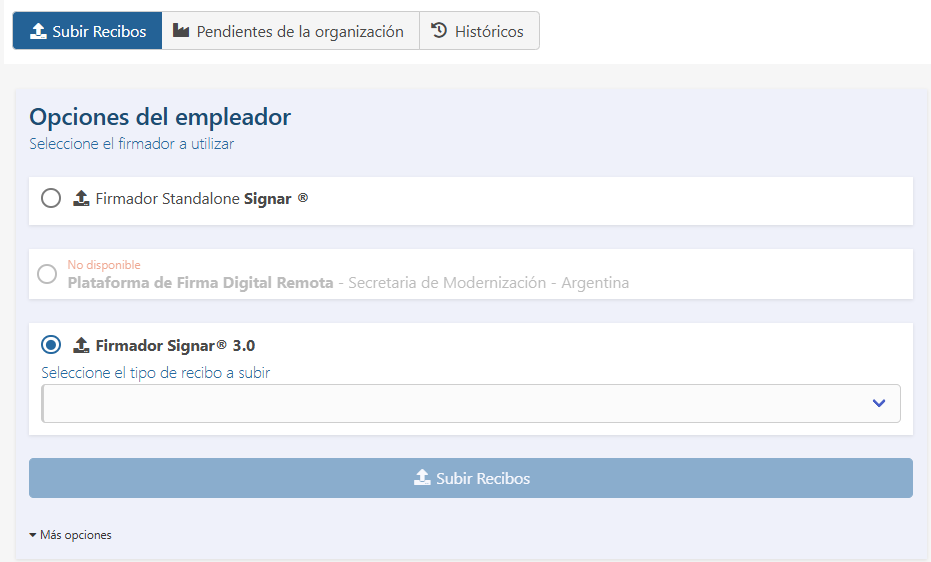 Subir Recibos
Pendientes de la organización
Históricos
Opciones del empleador
Seleccione el firmador a utilizar
Firmador Standalone Signar ®
No disponible
Plataforma de Firma Digital Remota - Secretaria de Modernización - Argentina
Firmador Signar® 3.0
Seleccione el tipo de recibo a subir
Subir Recibos
Más opciones